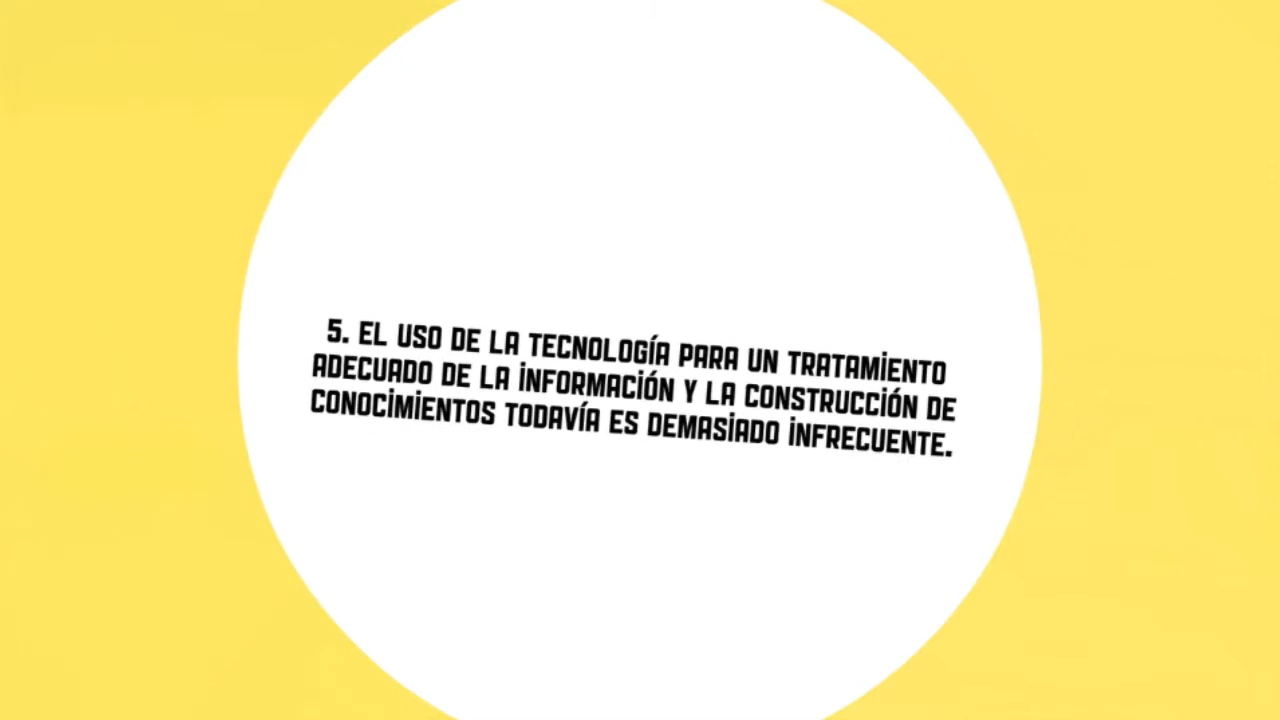 5. EL USO DE LA TECNOLOGÍA PARA UN TRATAMIENTO
ADECUADO DE LA INFORMACIÓN Y LA CONSTRUCCIÓN DE
CONOCIMIENTOS TODAVÍA ES DEMASIADO INFRECUENTE.